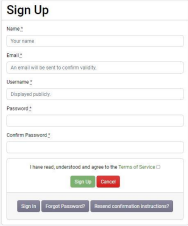 Sign Up
Name *
Your name
Email *
An email will be sent to confirm validity.
Username *
Displayed publicly.
Password *
Confirm Password *
I have read, understood and agree to the Terms of Service
Sign Up Cancel
Sign In Forgot Password? Resend confirmation instructions?